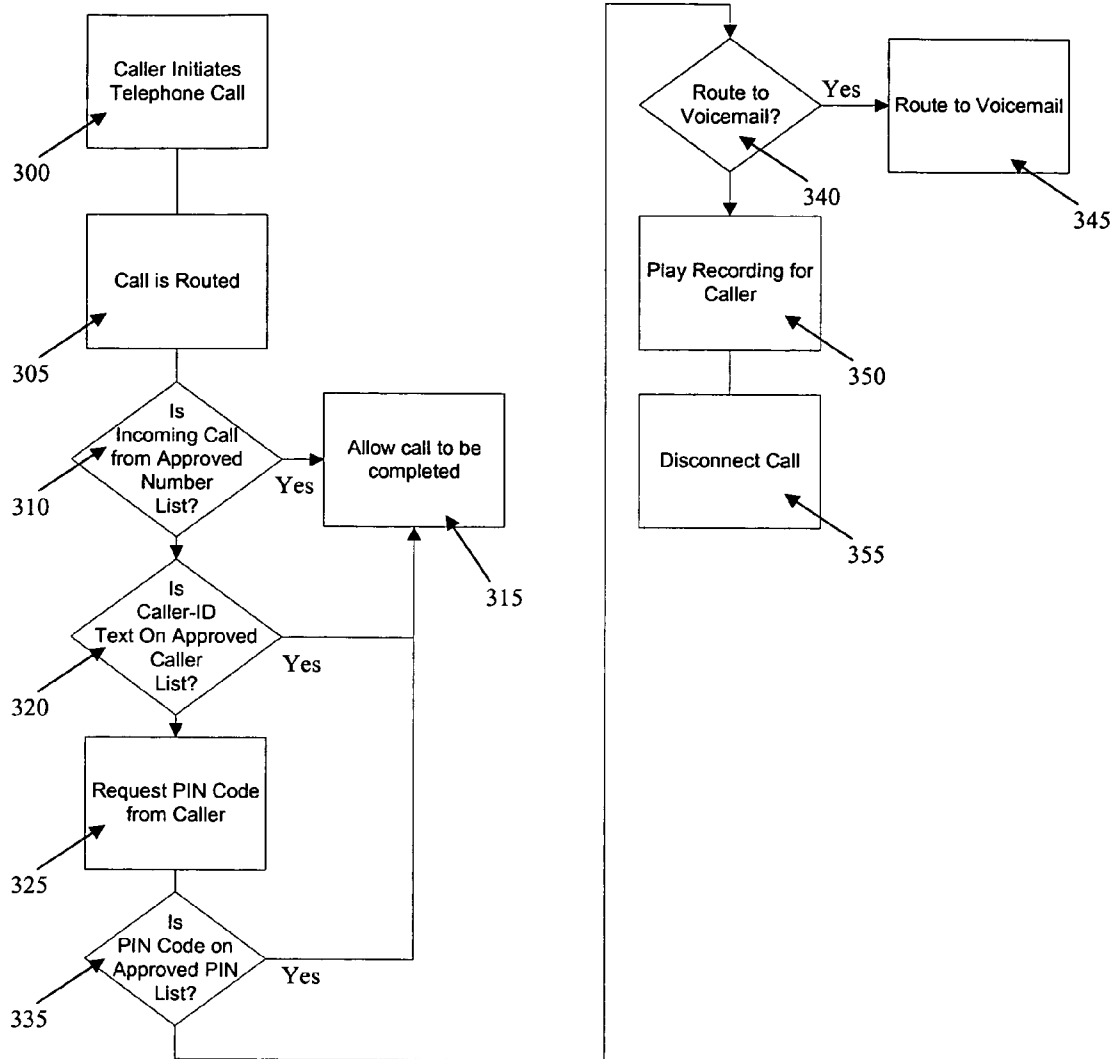 Caller Initiates
Telephone Call
300
Call is Routed
305
Is
Incoming Call
from Approved
Number
List?
310
Yes
Allow call to be
completed
315
Is
Caller-ID
Text On Approved
Caller
List?
320
Yes
Request PIN Code
from Caller
325
Is
PIN Code on
Approved PIN
List?
335
Yes
Route to
Voicemail?
340
Yes
Route to Voicemail
345
Play Recording for
Caller
350
Disconnect Call
355